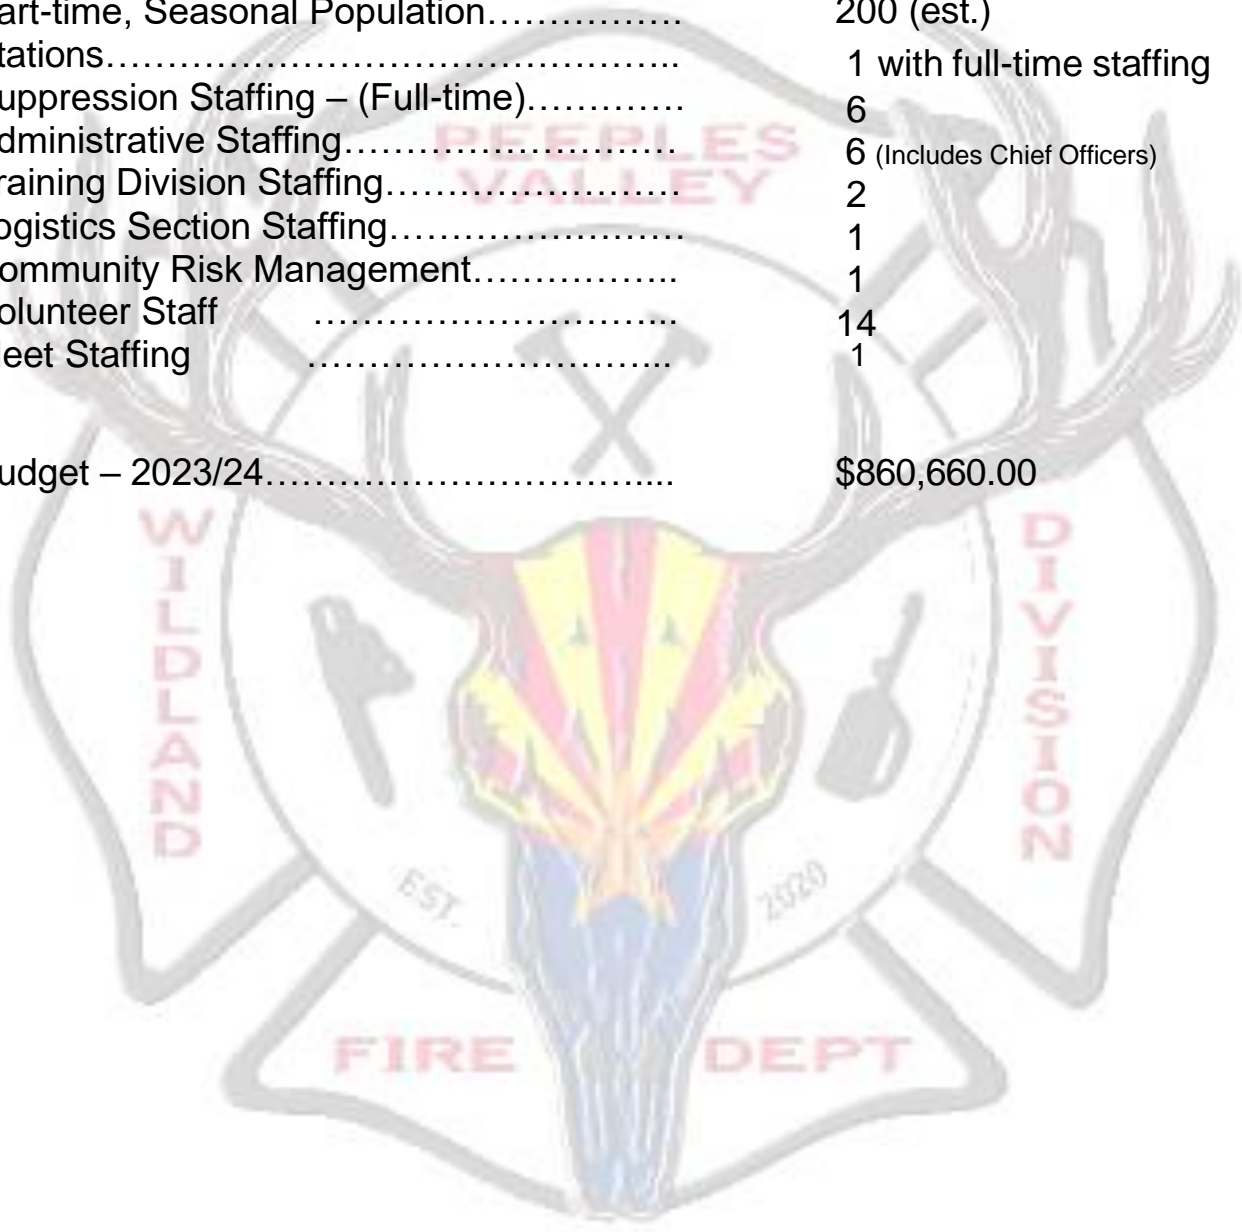 art-time, Seasonal Population…………….. 200 (est.)
tations……………………………………………….. 1 with full-time staffing
uppression Staffing – (Full-time)…………. 6
dministrative Staffing………………………… 6 (Includes Chief Officers)
raining Division Staffing……………………… 2
ogistics Section Staffing……………………… 1
ommunity Risk Management…………….. 1
olunteer Staff ………………………….. 14
leet Staffing …………………………….. 1
udget – 2023/24……………………………….... $860,660.00
PEEPLES
VALLEY
WILDLAND
DIVISION
EST. 2020
FIRE DEPT